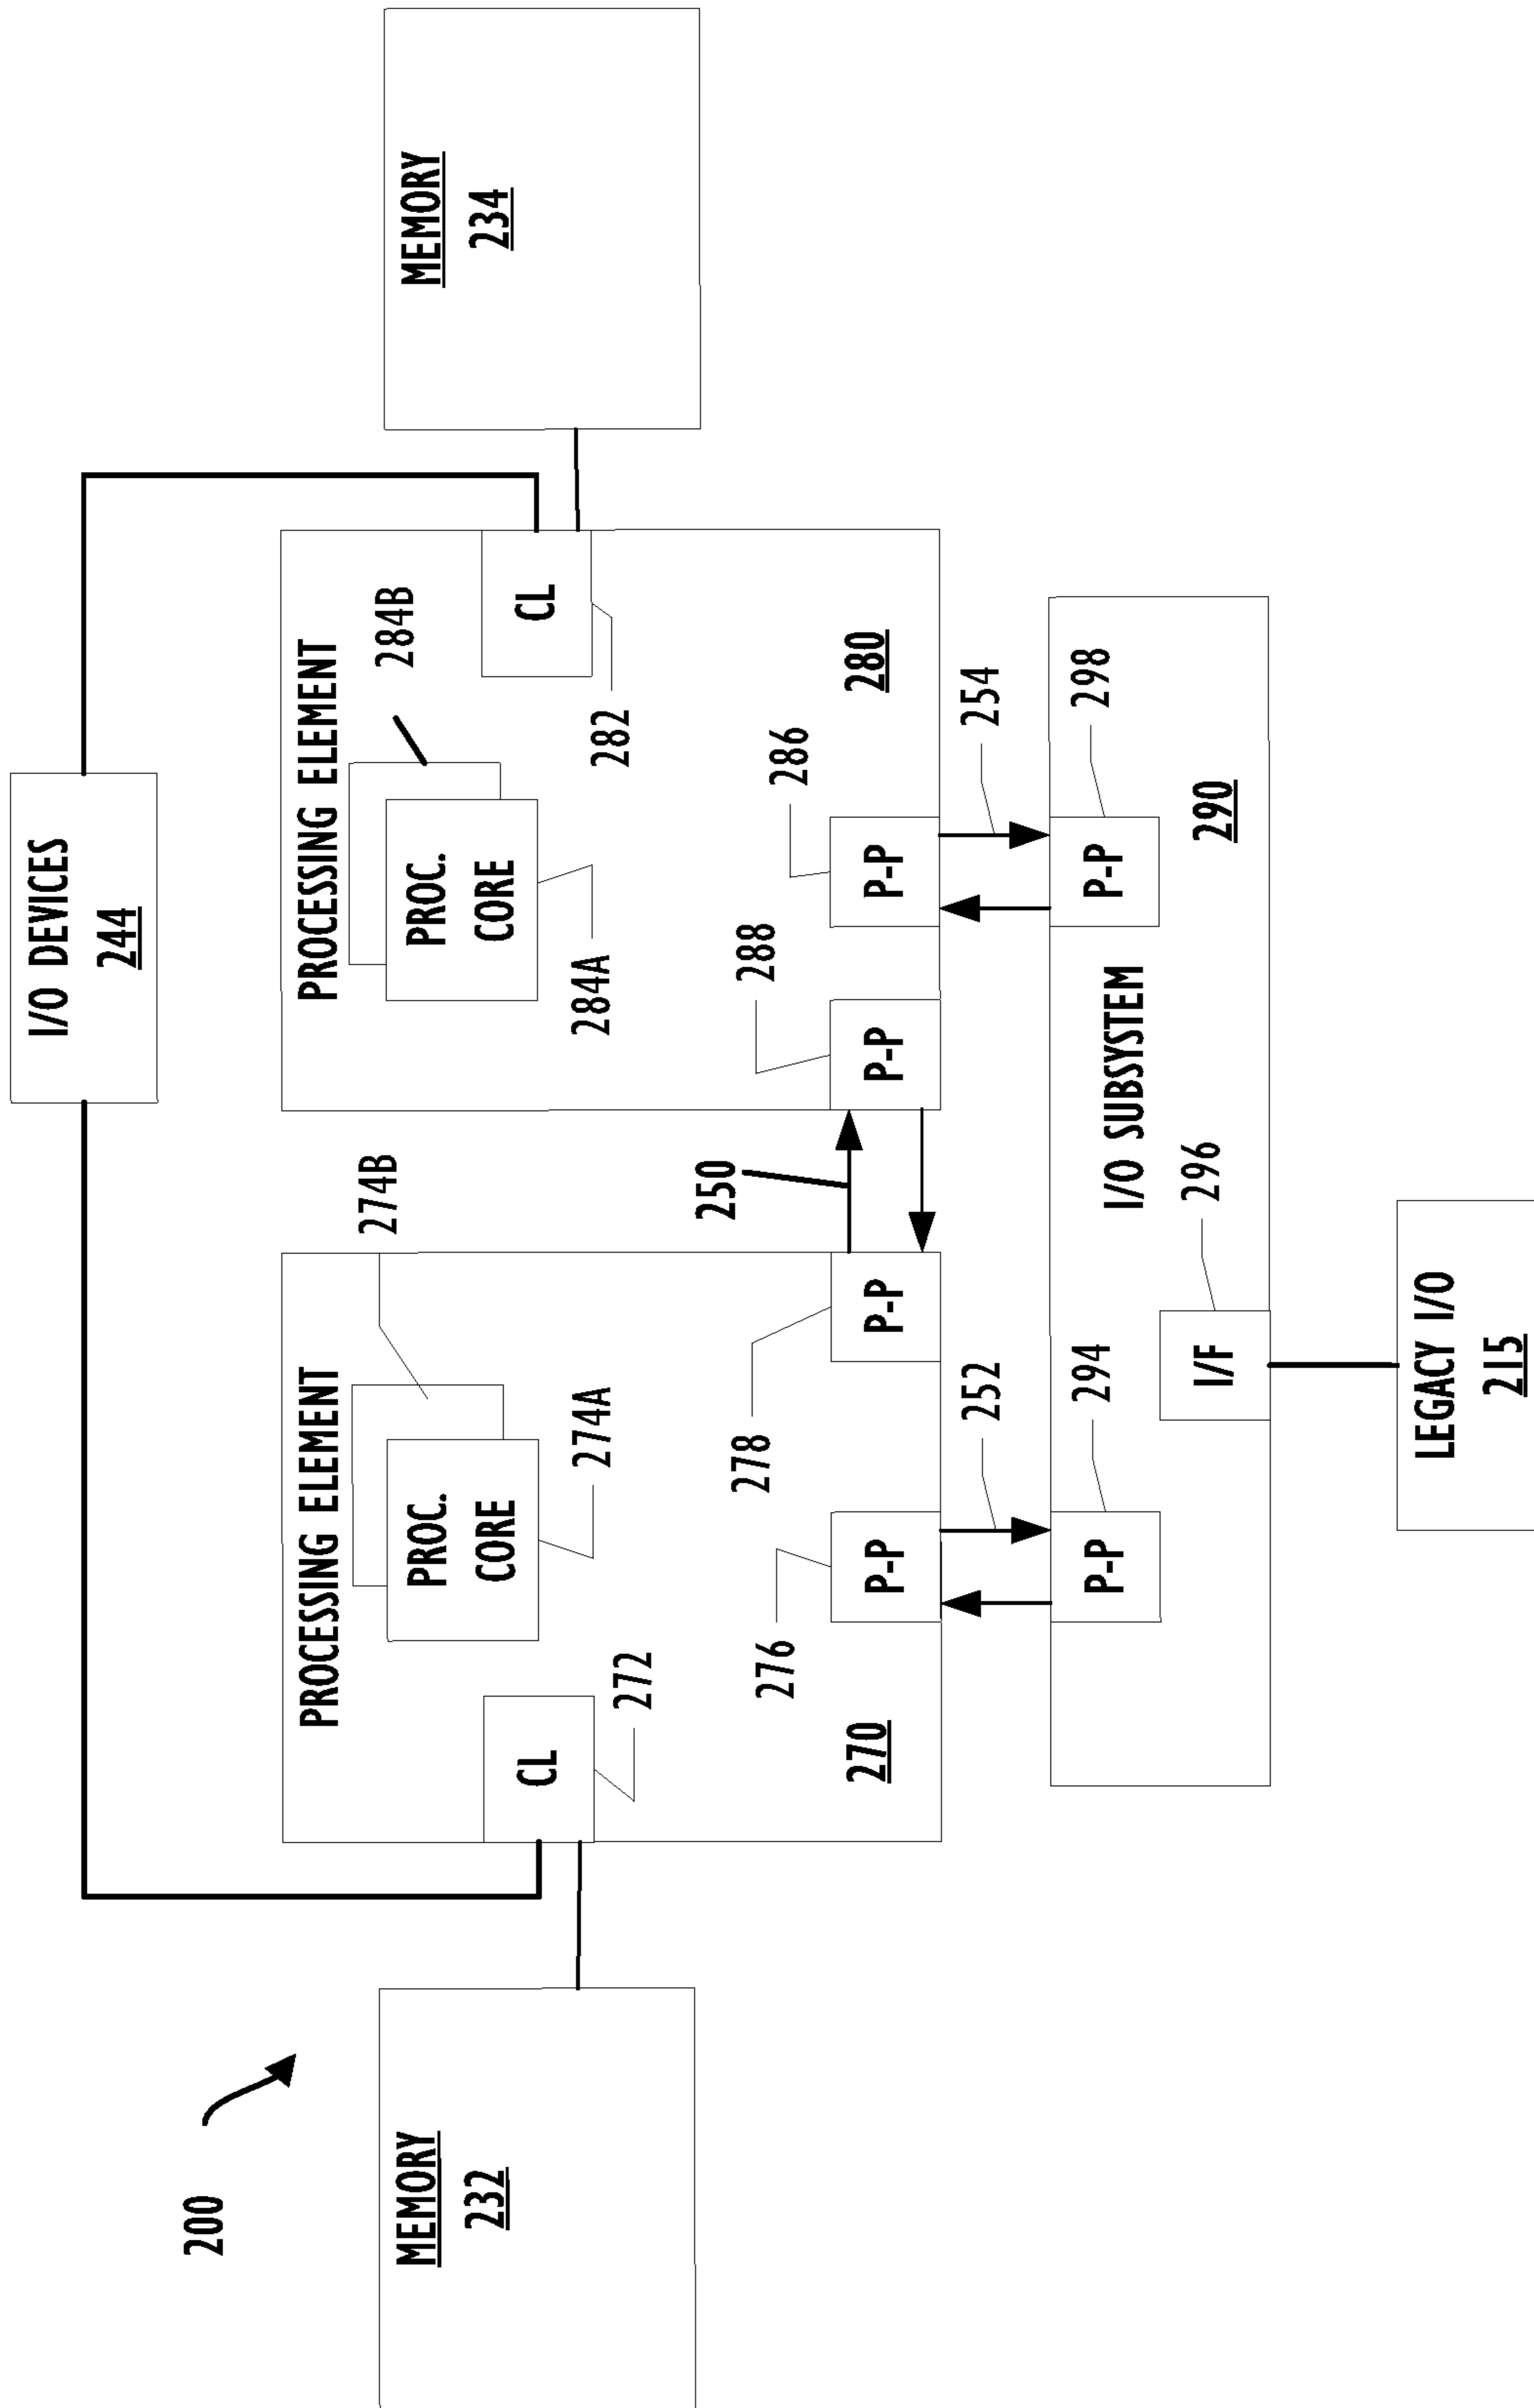 200
I/O DEVICES
244
MEMORY
232
PROCESSING ELEMENT
PROC.
CORE
274B
274A
CL
272
278
276
P-P
P-P
270
250
PROCESSING ELEMENT
PROC.
CORE
284B
284A
CL
282
288
286
P-P
P-P
280
MEMORY
234
252
254
P-P
294
I/O SUBSYSTEM
P-P
298
290
I/F
296
LEGACY I/O
215